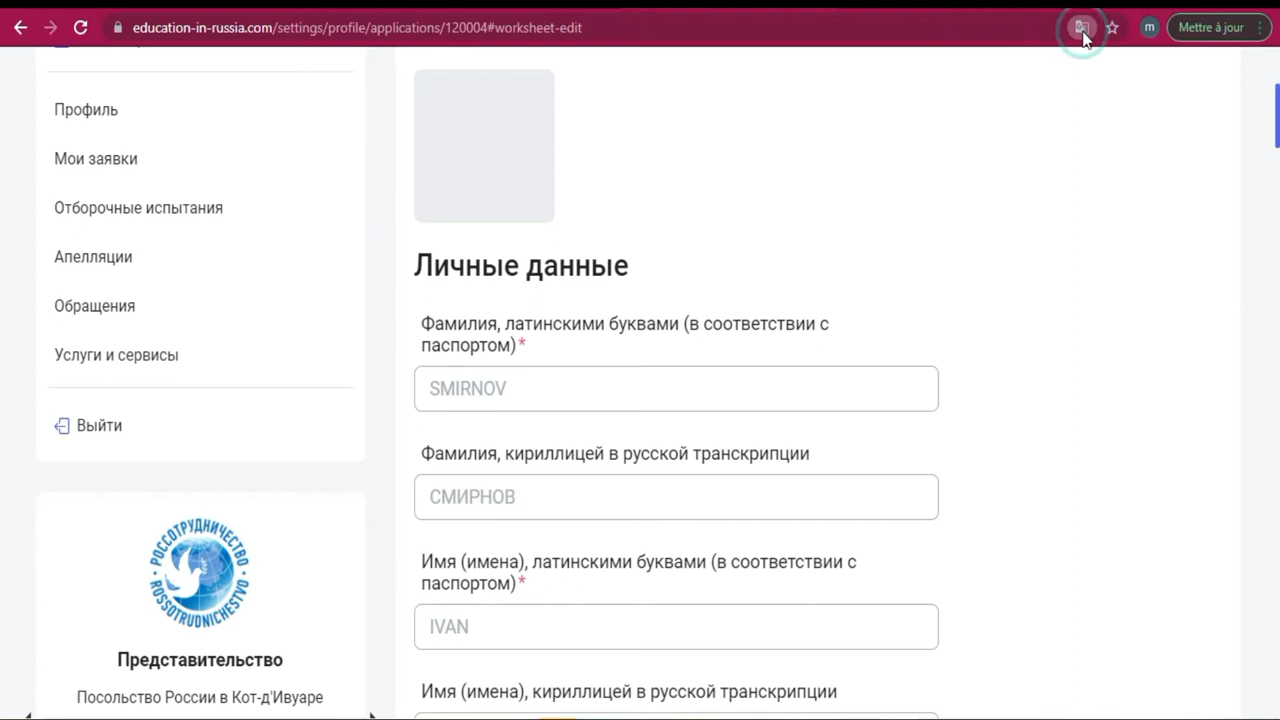 education-in-russia.com/settings/profile/applications/120004#worksheet-edit
m
Mettre à jour
Профиль
Мои заявки
Отборочные испытания
Апелляции
Обращения
Услуги и сервисы
Выйти
РОССОТРУДНИЧЕСТВО
ROSSOTRUDNICHESTVO
Представительство
Посольство России в Кот-д'Ивуаре
Личные данные
Фамилия, латинскими буквами (в соответствии с
паспортом)*
SMIRNOV
Фамилия, кириллицей в русской транскрипции
СМИРНОВ
Имя (имена), латинскими буквами (в соответствии с
паспортом)*
IVAN
Имя (имена), кириллицей в русской транскрипции